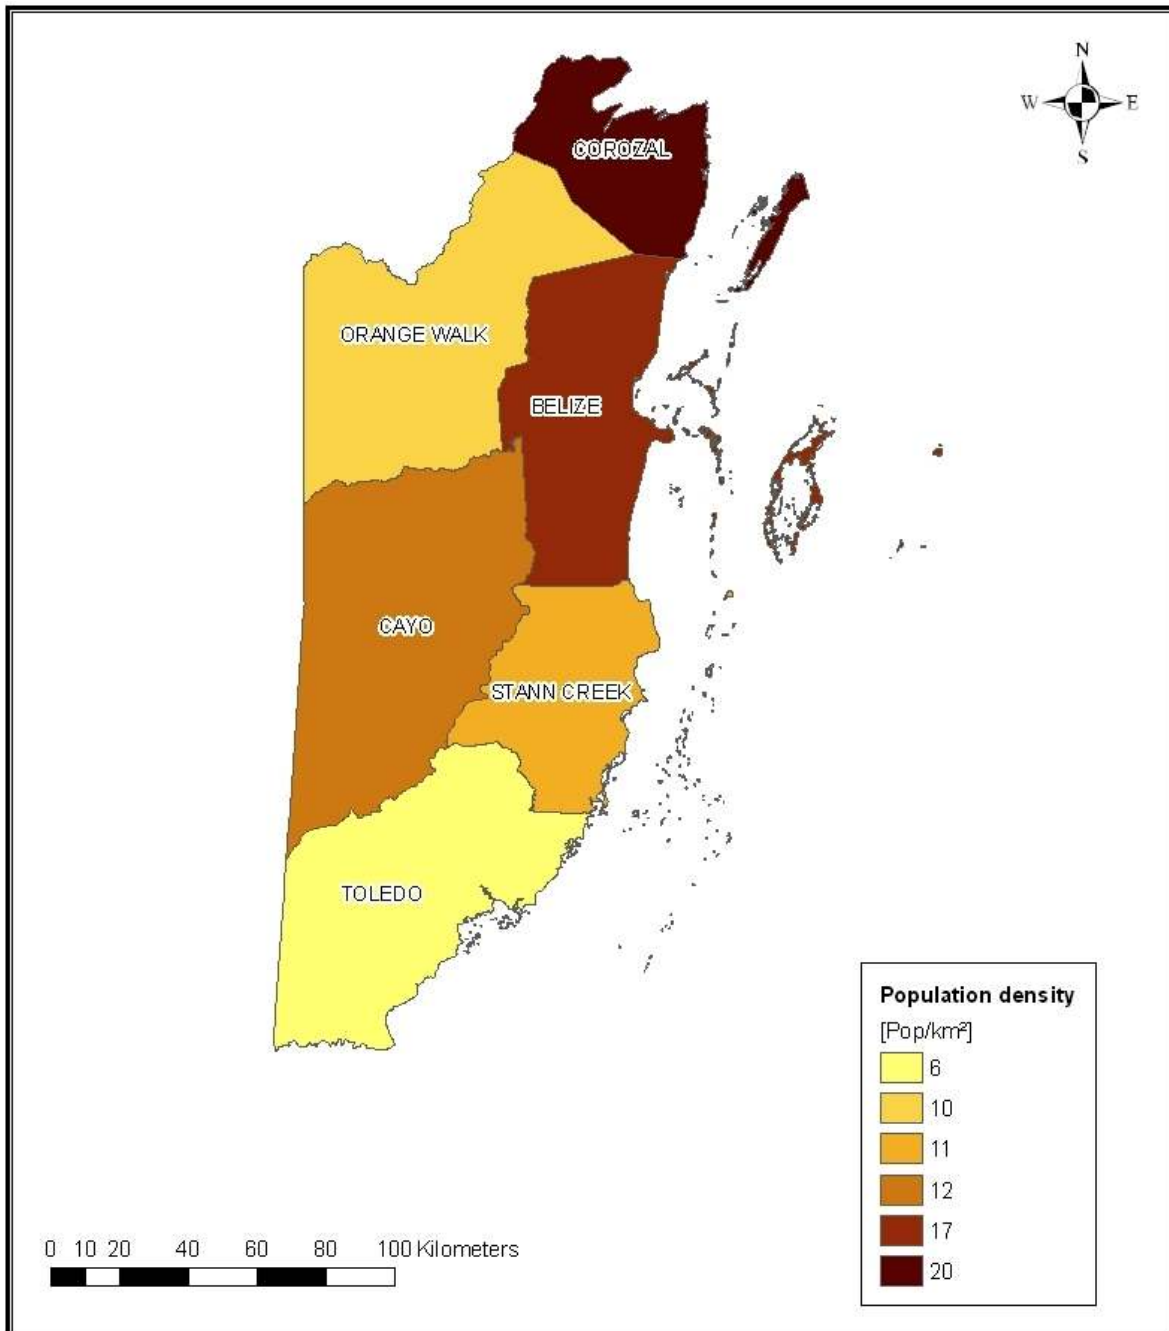 N
W E
S
COROZAL
ORANGE WALK
BELIZE
CAYO
STANN CREEK
TOLEDO
Population density
[Pop/km²]
6
10
11
12
17
20
0 10 20 40 60 80 100 Kilometers